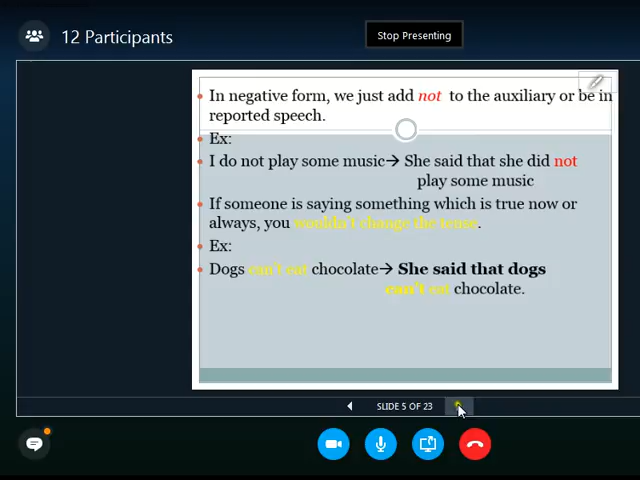 12 Participants
Stop Presenting
In negative form, we just add not to the auxiliary or be in
reported speech.
Ex:
I do not play some music→ She said that she did not
play some music
If someone is saying something which is true now or
always, you wouldn't change the tense.
Ex:
Dogs can't eat chocolate→ She said that dogs
can't eat chocolate.
SLIDE 5 OF 23